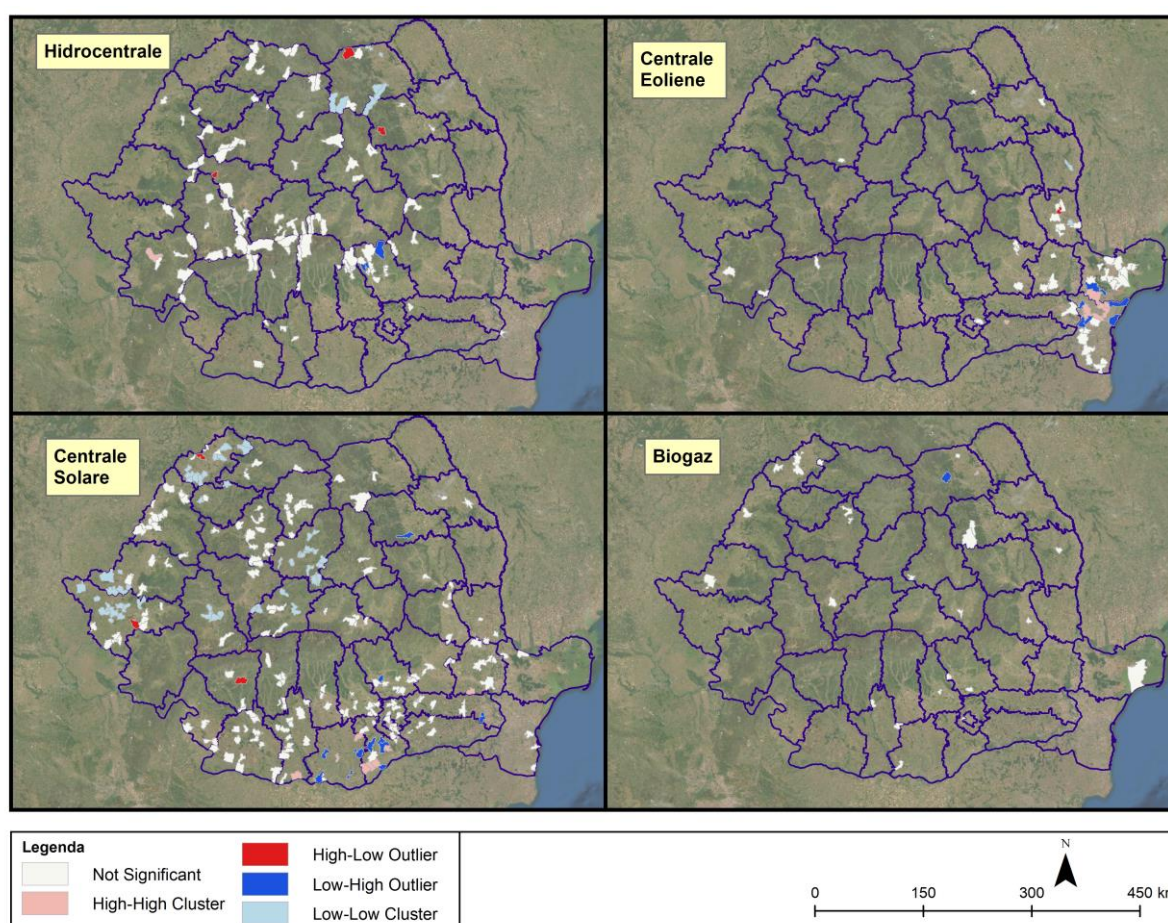 Hidrocentrale
Centrale
Eoliene
Centrale
Solare
Biogaz
Legenda
Not Significant
High-High Cluster
High-Low Outlier
Low-High Outlier
Low-Low Cluster
N
0 150 300 450 km